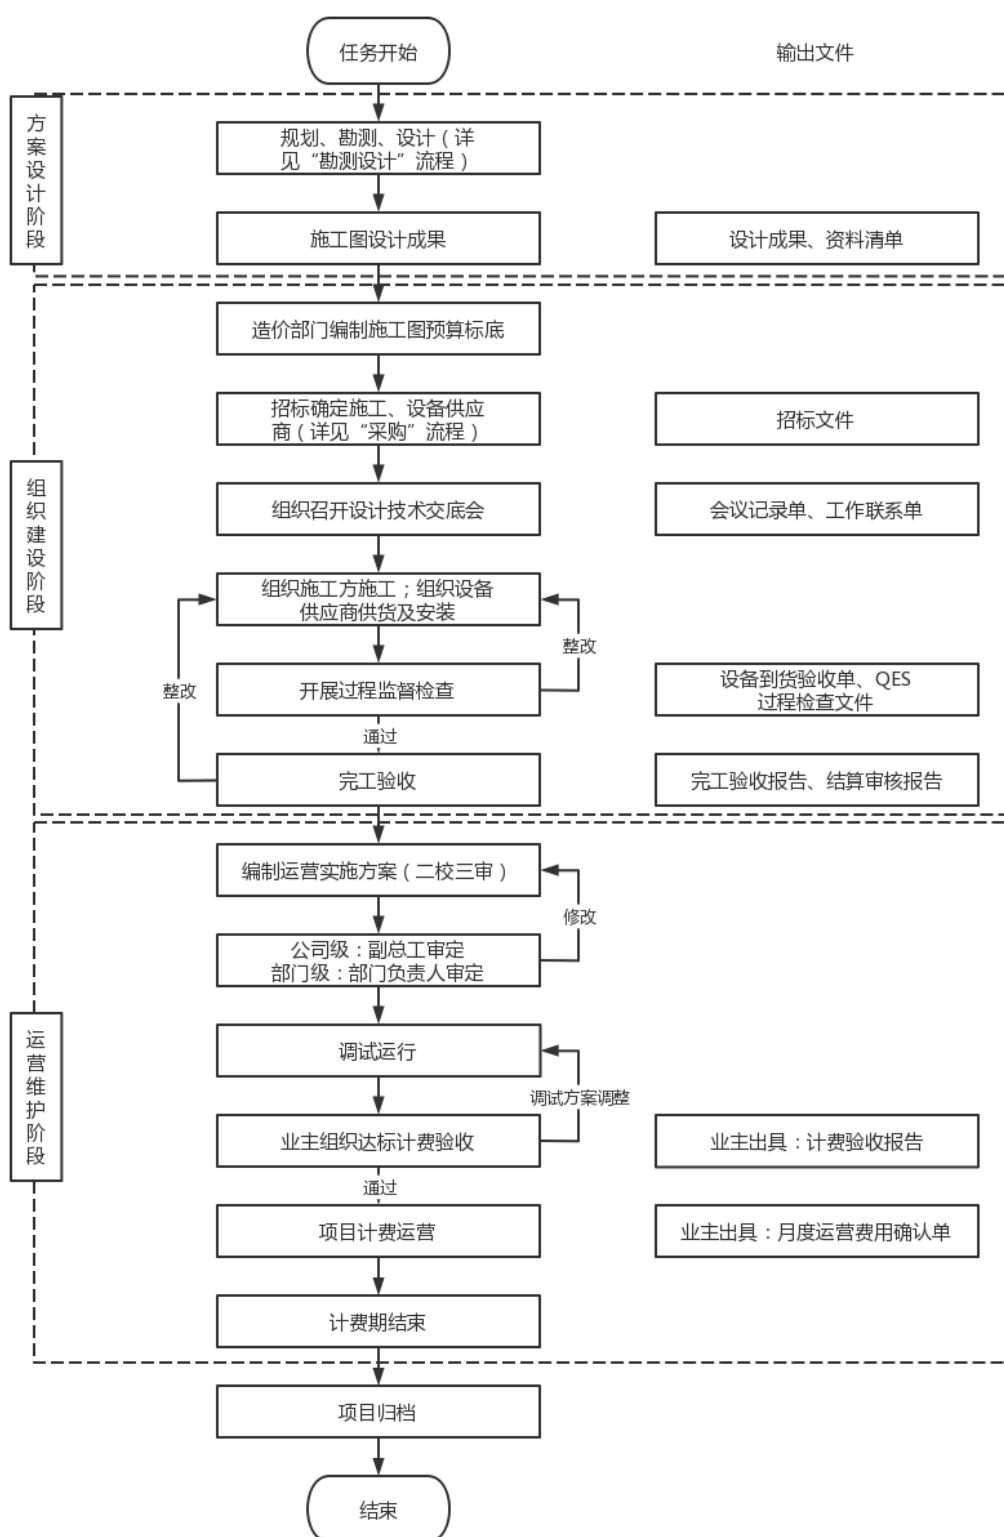 任务开始
输出文件
方案设计阶段
规划、勘测、设计（详
见“勘测设计”流程）
施工图设计成果
设计成果、资料清单
组织建设阶段
造价部门编制施工图预算标底
招标确定施工、设备供应
商（详见“采购”流程）
招标文件
组织召开设计技术交底会
会议记录单、工作联系单
组织施工方施工；组织设备
供应商供货及安装
整改
整改
开展过程监督检查
设备到货验收单、QES
过程检查文件
通过
完工验收
完工验收报告、结算审核报告
运营维护阶段
编制运营实施方案（二校三审）
修改
公司级：副总工审定
部门级：部门负责人审定
调试运行
调试方案调整
业主组织达标计费验收
业主出具：计费验收报告
通过
项目计费运营
业主出具：月度运营费用确认单
计费期结束
项目归档
结束